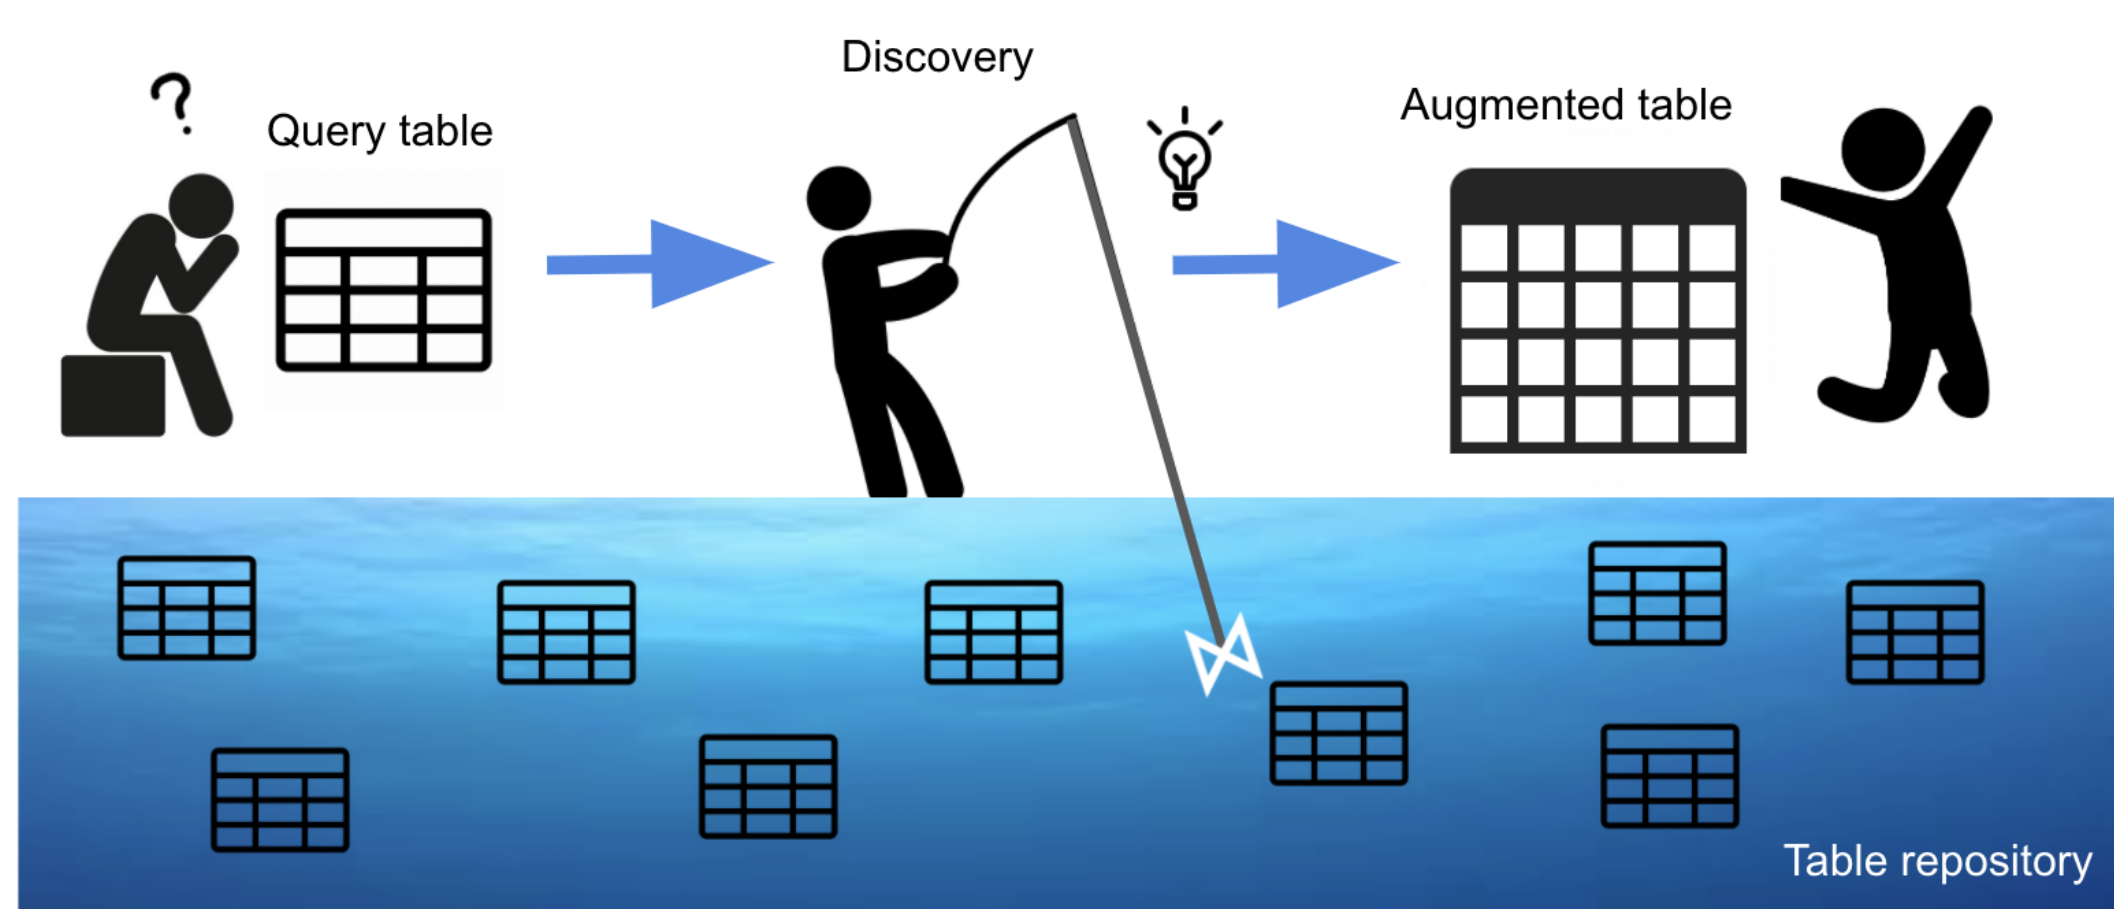 ?
Query table
Discovery
Augmented table
Table repository